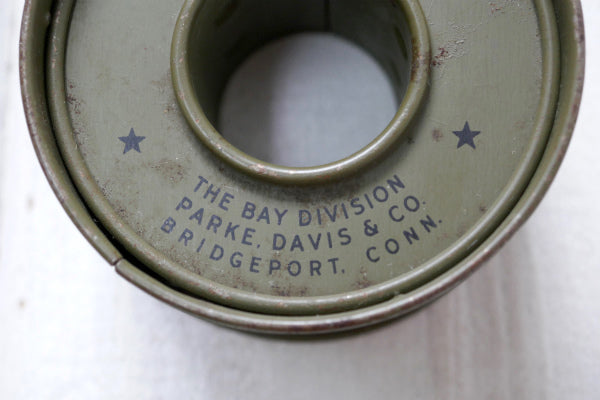 THE BAY DIVISION
PARKE, DAVIS & CO.
BRIDGEPORT, CONN.